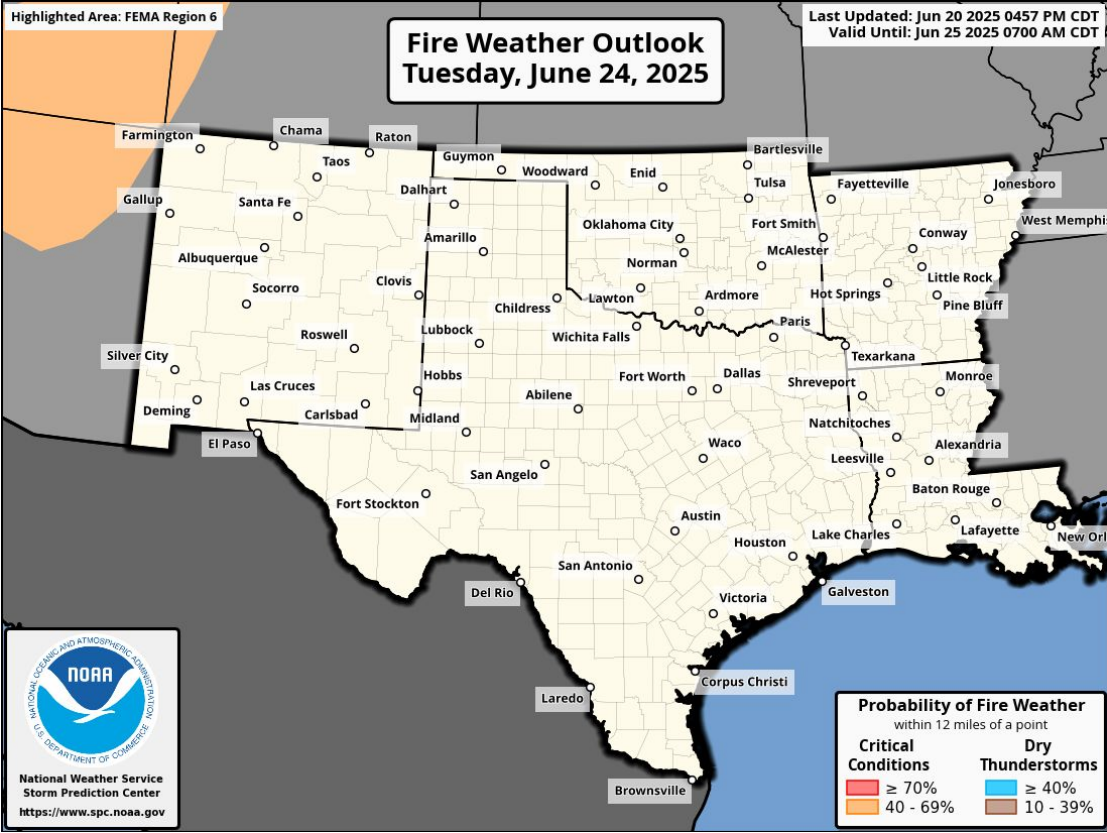 Highlighted Area: FEMA Region 6
Last Updated: Jun 20 2025 0457 PM CDT
Valid Until: Jun 25 2025 0700 AM CDT
Fire Weather Outlook
Tuesday, June 24, 2025
Farmington
Chama
Raton
Taos
Guymon
Woodward
Enid
Bartlesville
Tulsa
Fayetteville
Jonesboro
Gallup
Santa Fe
Dalhart
Oklahoma City
Fort Smith
West Memphis
Albuquerque
Amarillo
Norman
McAlester
Conway
Socorro
Clovis
Childress
Lawton
Ardmore
Hot Springs
Little Rock
Pine Bluff
Roswell
Lubbock
Wichita Falls
Paris
Texarkana
Silver City
Las Cruces
Hobbs
Abilene
Fort Worth
Dallas
Shreveport
Monroe
Deming
Carlsbad
Midland
Natchitoches
El Paso
San Angelo
Waco
Leesville
Alexandria
Fort Stockton
Austin
Baton Rouge
Houston
Lake Charles
Lafayette
New Orl
San Antonio
Del Rio
Victoria
Galveston
Laredo
Corpus Christi
Brownsville
NATIONAL OCEANIC AND ATMOSPHERIC ADMINISTRATION
NOAA
U.S. DEPARTMENT OF COMMERCE
National Weather Service
Storm Prediction Center
https://www.spc.noaa.gov
Probability of Fire Weather
within 12 miles of a point
Critical
Conditions
≥ 70%
40 - 69%
Dry
Thunderstorms
≥ 40%
10 - 39%